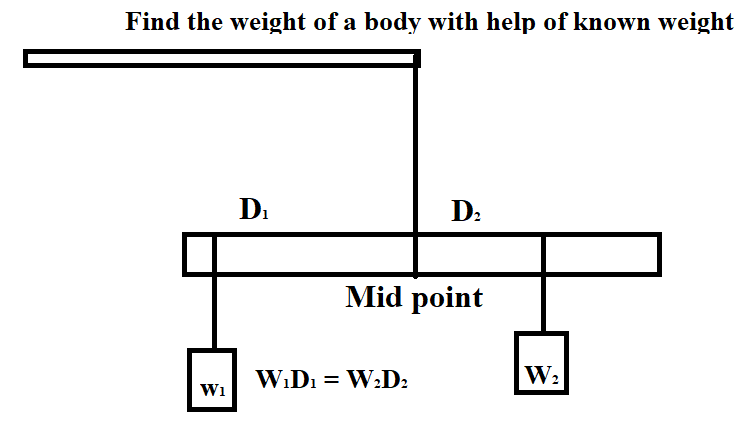 Find the weight of a body with help of known weight
D₁
D₂
Mid point
W₁D₁ = W₂D₂
W₁
W₂